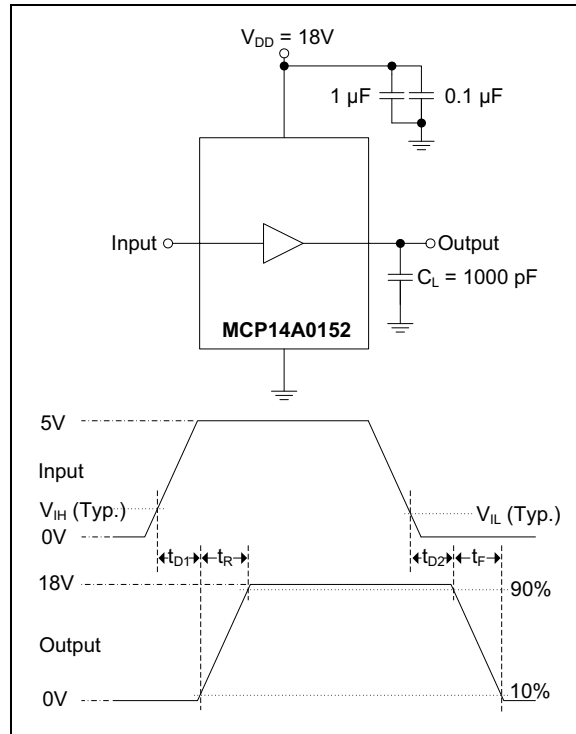 V_DD = 18V
1 µF 0.1 µF
Input Output
C_L = 1000 pF
MCP14A0152
5V
Input
V_IH (Typ.) V_IL (Typ.)
0V
t_D1 t_R t_D2 t_F
18V 90%
Output
0V 10%